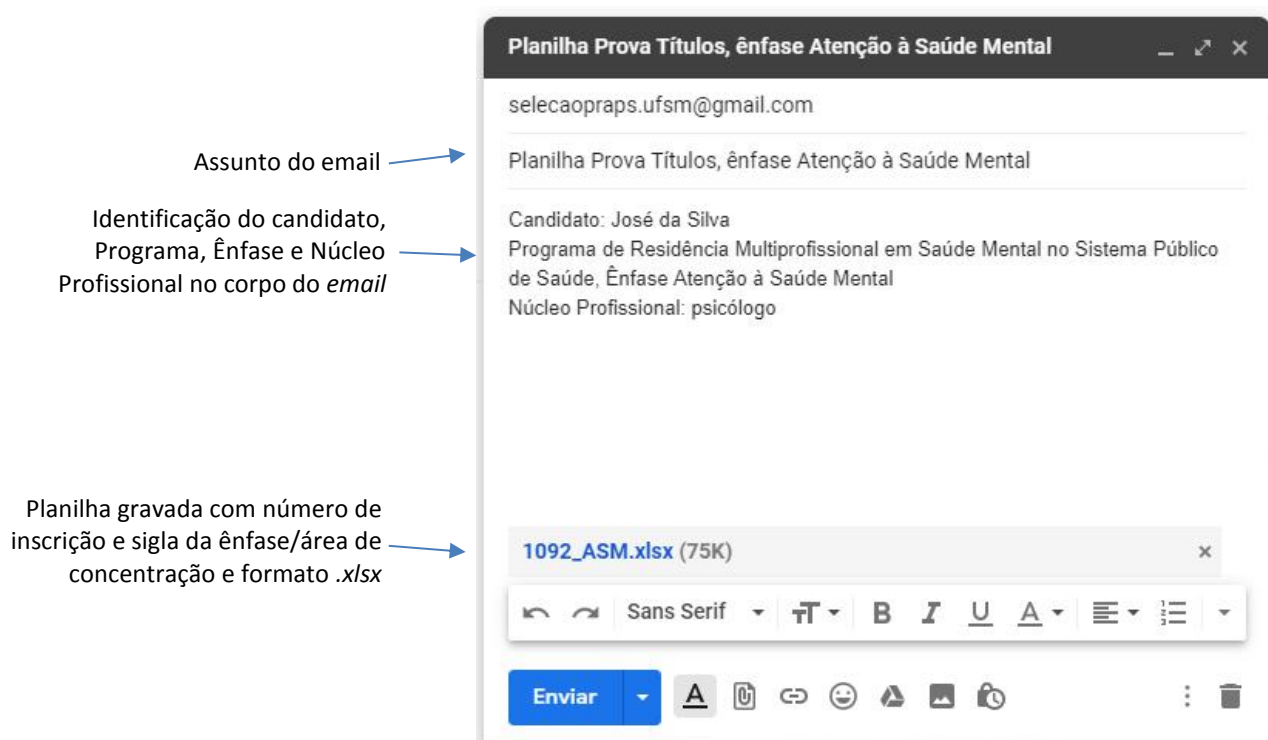 Planilha Prova Títulos, ênfase Atenção à Saúde Mental
selecaopraps.ufsm@gmail.com
Assunto do email
Planilha Prova Títulos, ênfase Atenção à Saúde Mental
Identificação do candidato,
Programa, Ênfase e Núcleo
Profissional no corpo do email
Candidato: José da Silva
Programa de Residência Multiprofissional em Saúde Mental no Sistema Público
de Saúde, Ênfase Atenção à Saúde Mental
Núcleo Profissional: psicólogo
Planilha gravada com número de
inscrição e sigla da ênfase/área de
concentração e formato .xlsx
1092_ASM.xlsx (75K)
Sans Serif
Enviar